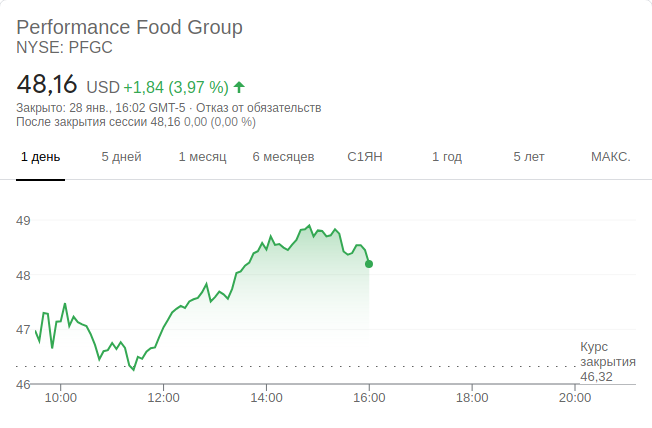 Performance Food Group
NYSE: PFGC
48,16 USD +1,84 (3,97 %)
Закрыто: 28 янв., 16:02 GMT-5 · Отказ от обязательств
После закрытия сессии 48,16 0,00 (0,00 %)
1 день 5 дней 1 месяц 6 месяцев С1ЯН 1 год 5 лет МАКС.
49
48
47
Курс
закрытия
46,32
46
10:00 12:00 14:00 16:00 18:00 20:00